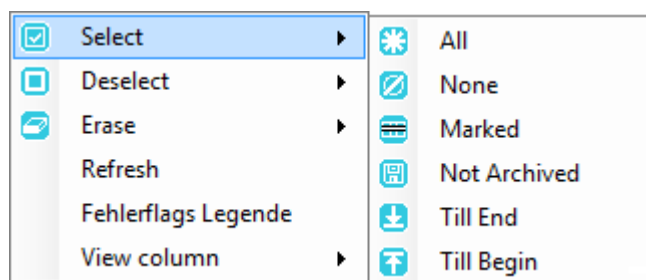 Select
Deselect
Erase
Refresh
Fehlerflags Legende
View column
All
None
Marked
Not Archived
Till End
Till Begin